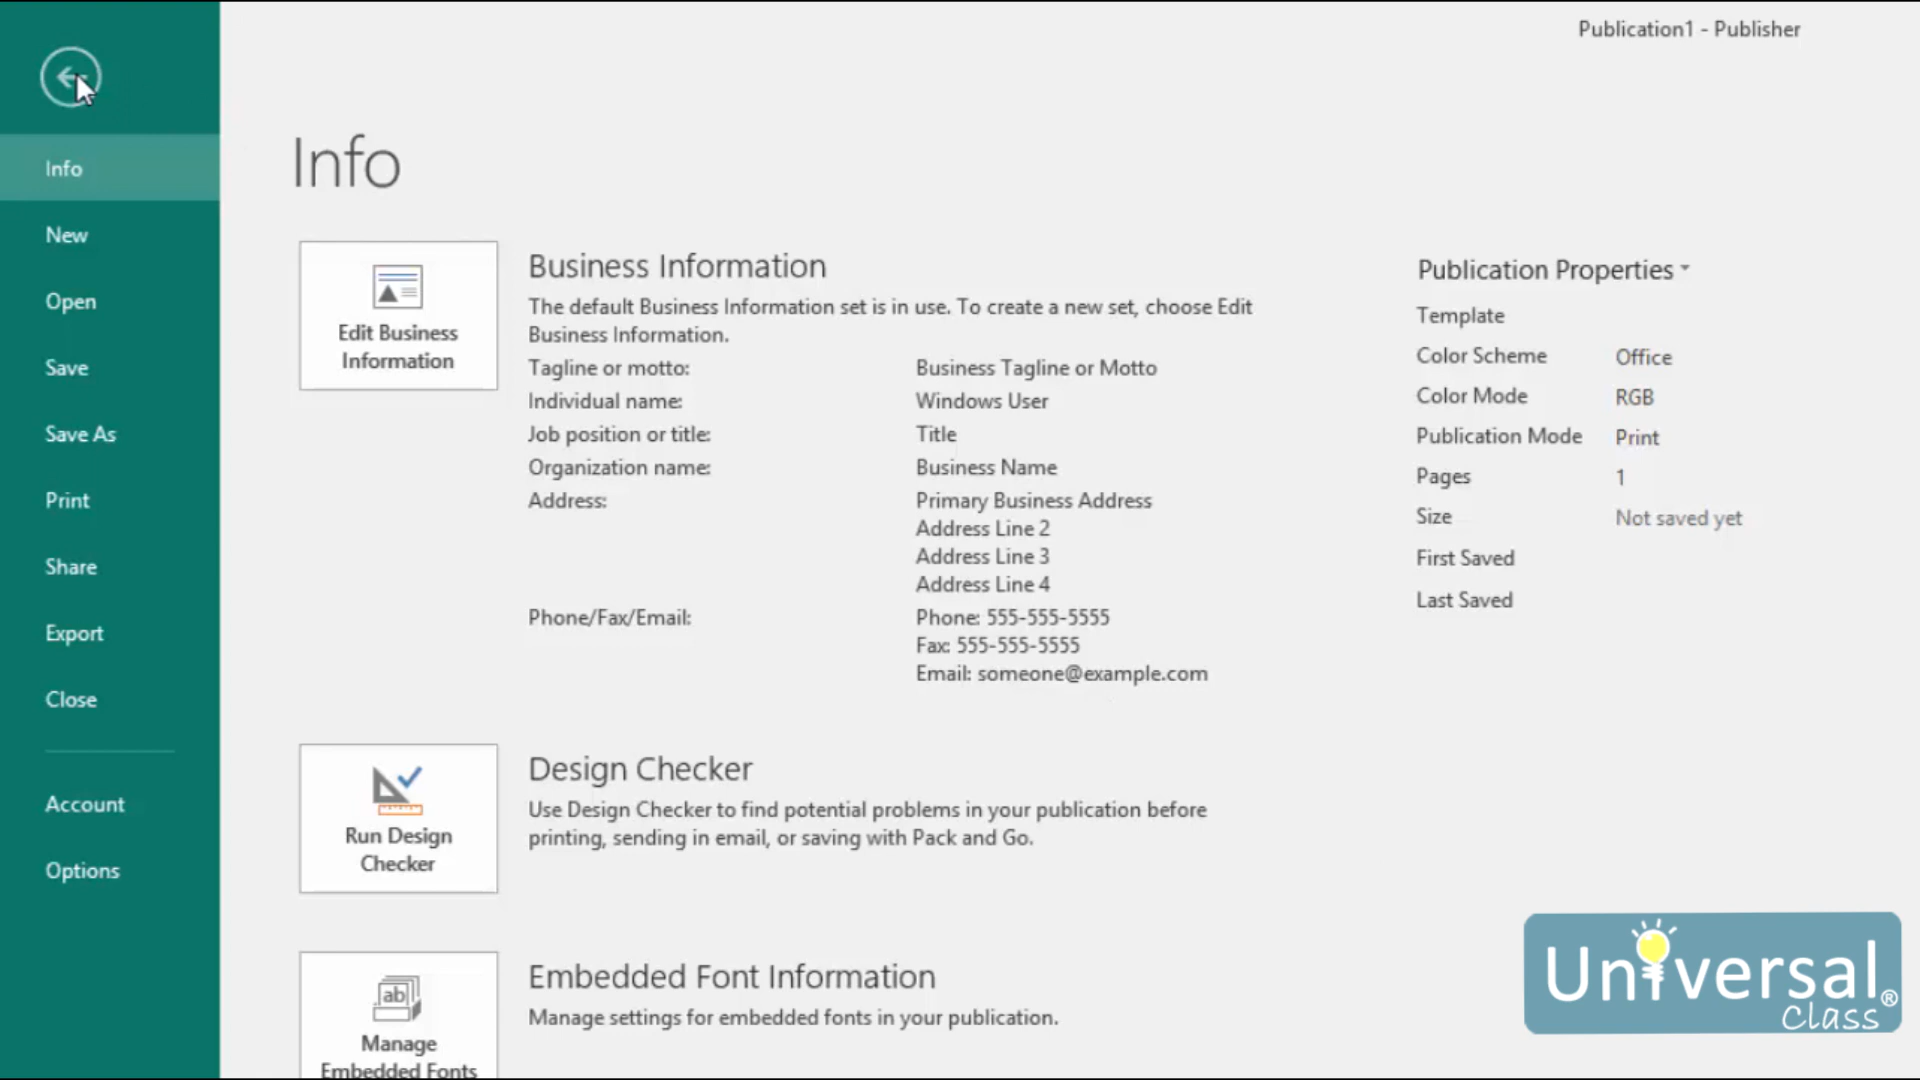 Publication1 - Publisher
Info
New
Open
Save
Save As
Print
Share
Export
Close
Account
Options
Info
Edit Business
Information
Business Information
The default Business Information set is in use. To create a new set, choose Edit
Business Information.
Tagline or motto: Business Tagline or Motto
Individual name: Windows User
Job position or title: Title
Organization name: Business Name
Address: Primary Business Address
Address Line 2
Address Line 3
Address Line 4
Phone/Fax/Email: Phone: 555-555-5555
Fax: 555-555-5555
Email: someone@example.com
Publication Properties
Template
Color Scheme Office
Color Mode RGB
Publication Mode Print
Pages 1
Size Not saved yet
First Saved
Last Saved
Run Design
Checker
Design Checker
Use Design Checker to find potential problems in your publication before
printing, sending in email, or saving with Pack and Go.
ab
Manage
Embedded Fonts
Embedded Font Information
Manage settings for embedded fonts in your publication.
Universal®
Class